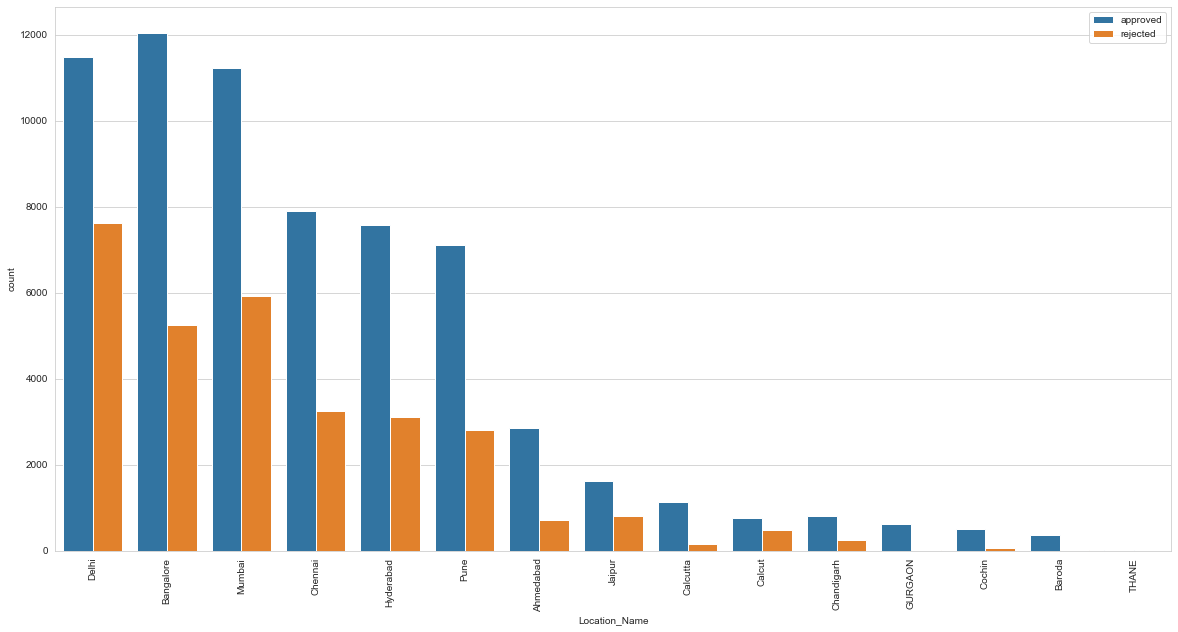 approved
rejected
12000
10000
8000
6000
4000
2000
0
count
Delhi
Bangalore
Mumbai
Chennai
Hyderabad
Pune
Ahmedabad
Jaipur
Calcutta
Calcut
Chandigarh
GURGAON
Cochin
Baroda
THANE
Location_Name